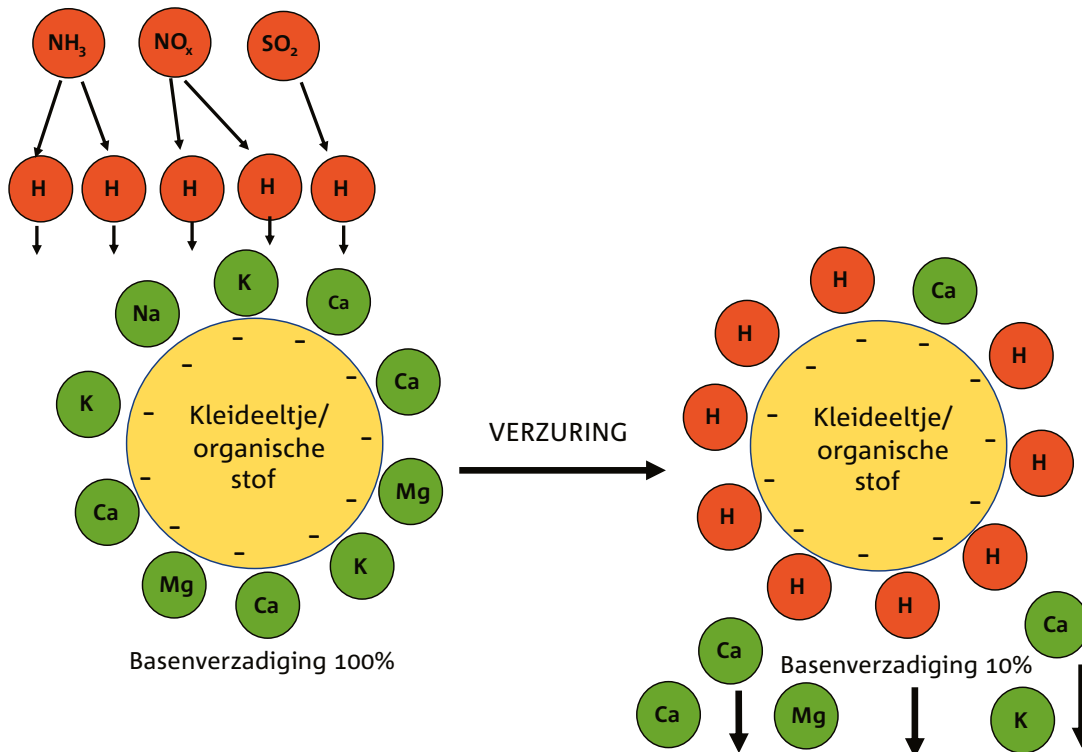 NH₃ NOₓ SO₂
H H H H H
K
Na Ca
K Ca
Kleideeltje/
organische
stof
Ca Mg
Mg Ca K
Basenverzadiging 100%
VERZURING
H Ca
H H
H H
Kleideeltje/
organische
stof
H H
H H
Basenverzadiging 10%
Ca Ca
Ca Mg K